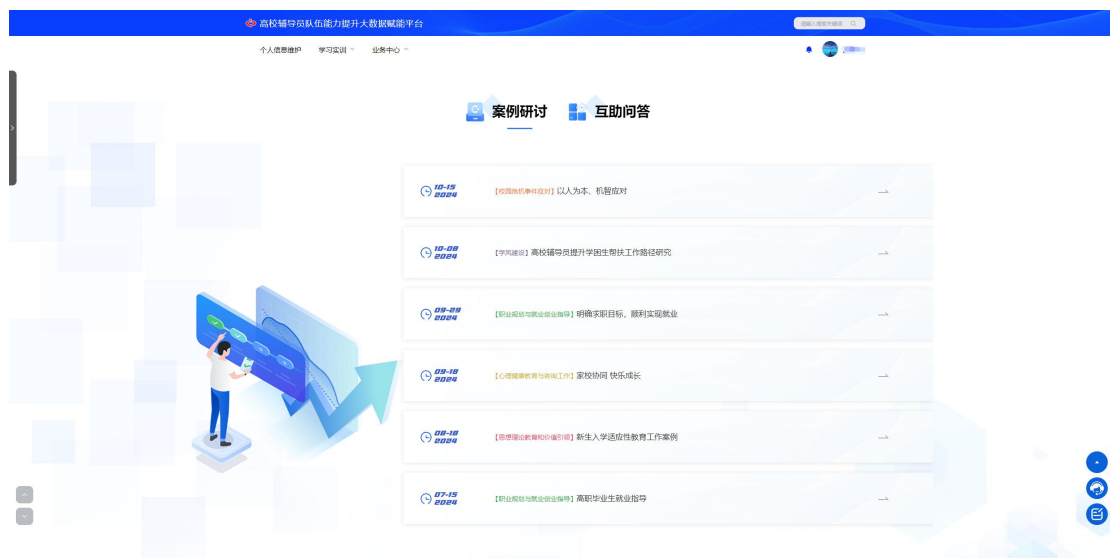 高校辅导员队伍能力提升大数据赋能平台
请输入搜索关键词
个人信息维护 学习实训 业务中心
案例研讨 互助问答
10-15 【校园危机事件应对】以人为本、机智应对
2024
10-08 【学风建设】高校辅导员提升学困生帮扶工作路径研究
2024
09-29 【职业规划与就业创业指导】明确求职目标，顺利实现就业
2024
09-18 【心理健康教育与咨询工作】家校协同 快乐成长
2024
08-18 【思想理论教育和价值引领】新生入学适应性教育工作案例
2024
07-15 【职业规划与就业创业指导】高职毕业生就业指导
2024